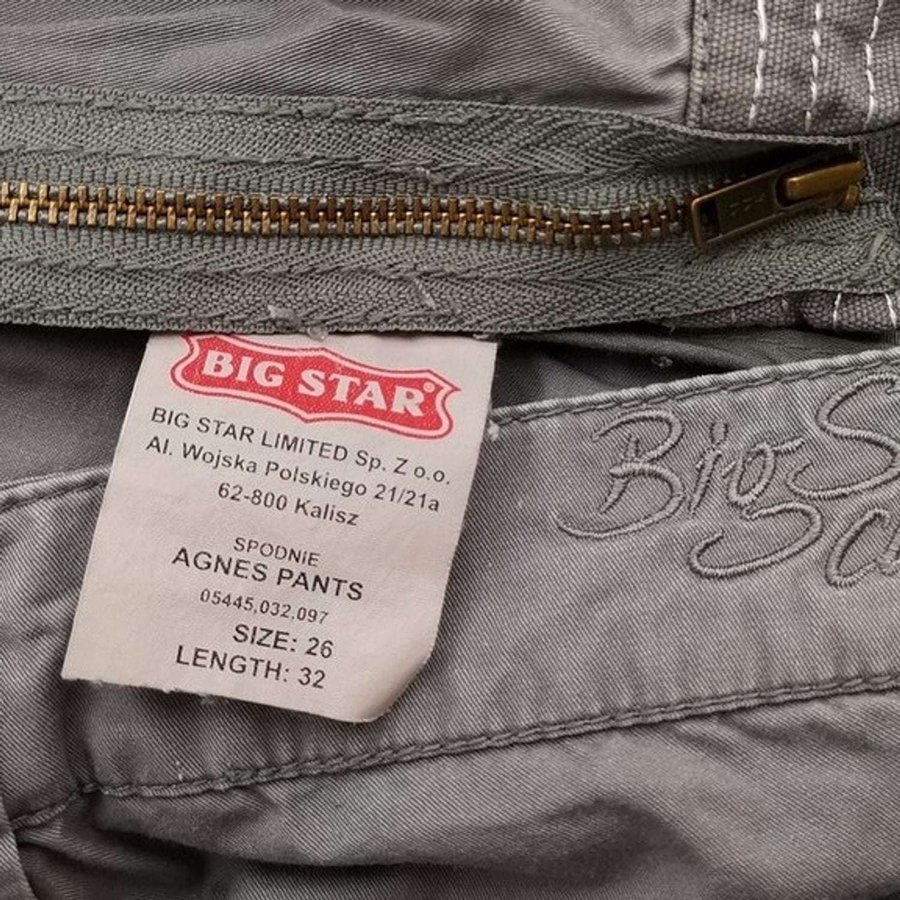 BIG STAR®
BIG STAR LIMITED Sp. Z o.o.
Al. Wojska Polskiego 21/21a
62-800 Kalisz
SPODNIE
AGNES PANTS
05445,032,097
SIZE: 26
LENGTH: 32
Big